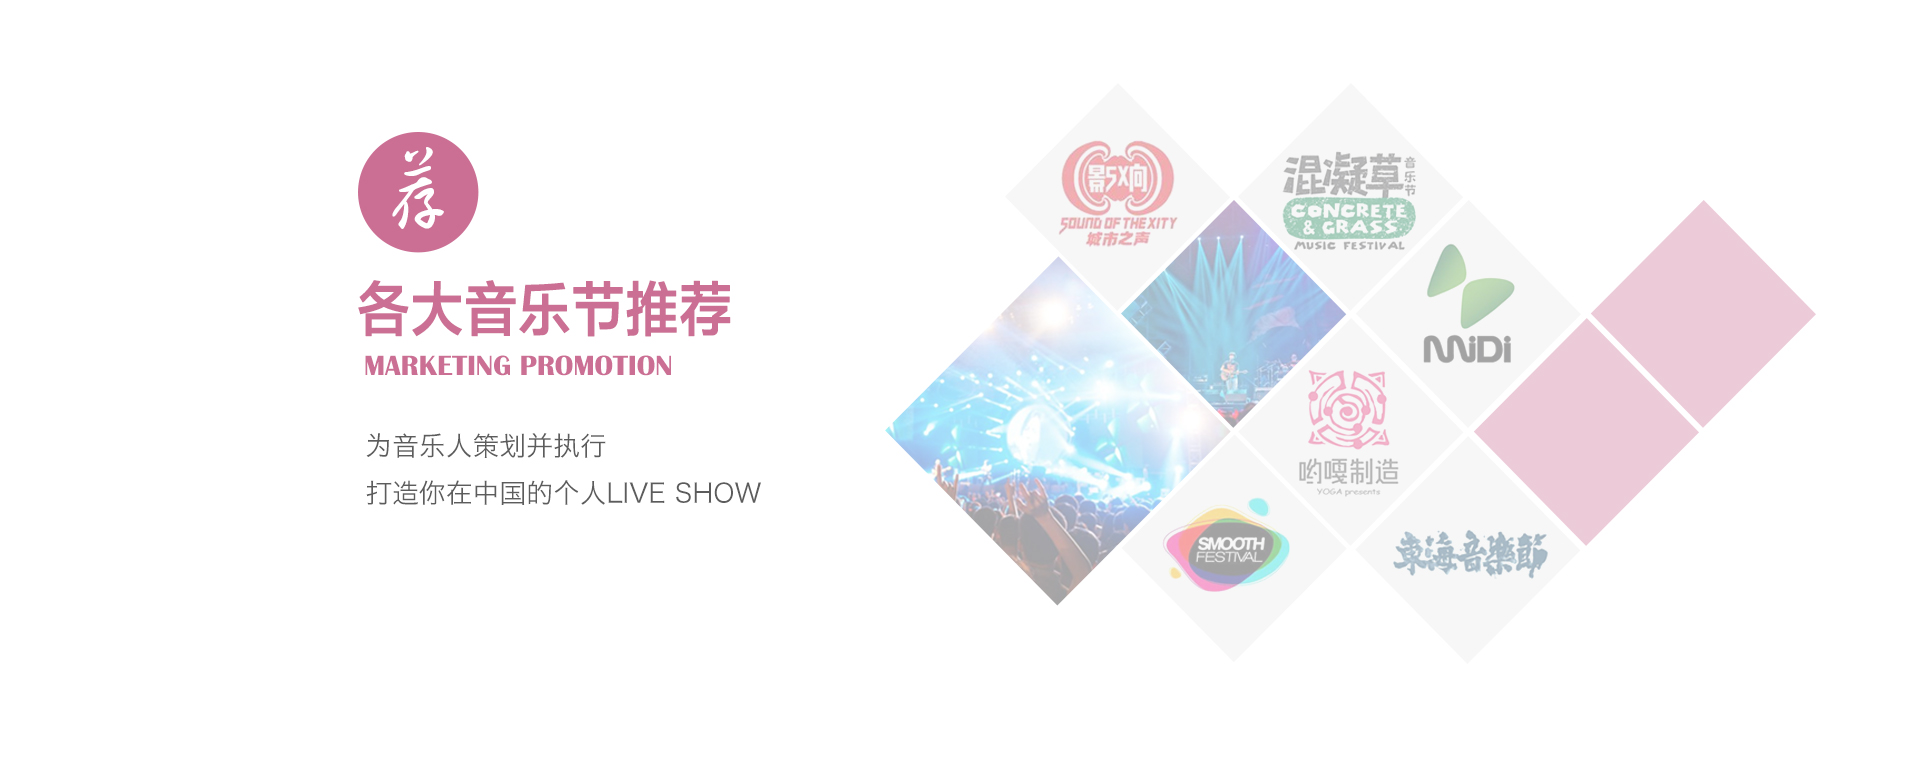 荐
各大音乐节推荐
MARKETING PROMOTION
为音乐人策划并执行
打造你在中国的个人LIVE SHOW
SOUND OF THE XITY
城市之声
混凝草音乐节
CONCRETE
& GRASS
MUSIC FESTIVAL
MiDi
哟嘎制造
YOGA presents
SMOOTH
FESTIVAL
東海音樂節